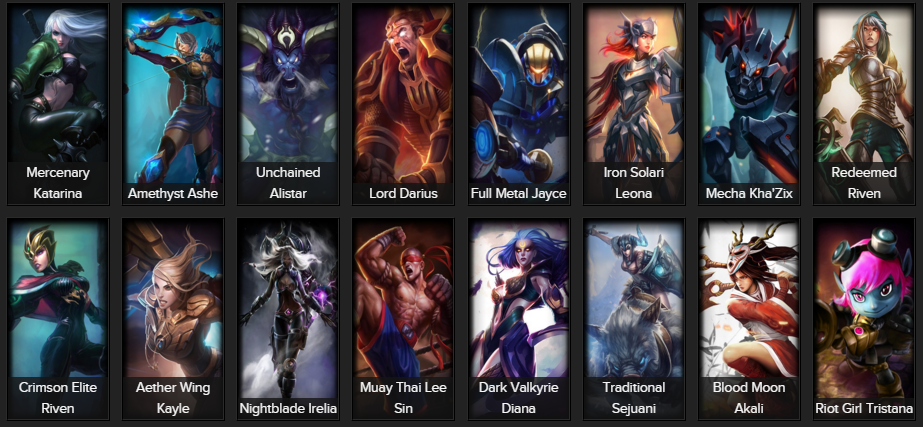 Mercenary
Katarina
Amethyst Ashe
Unchained
Alistar
Lord Darius
Full Metal Jayce
Iron Solari
Leona
Mecha Kha'Zix
Redeemed
Riven
Crimson Elite
Riven
Aether Wing
Kayle
Nightblade Irelia
Muay Thai Lee
Sin
Dark Valkyrie
Diana
Traditional
Sejuani
Blood Moon
Akali
Riot Girl Tristana